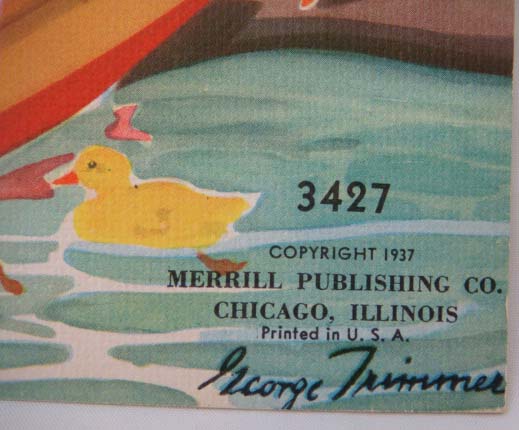 3427
COPYRIGHT 1937
MERRILL PUBLISHING CO.
CHICAGO, ILLINOIS
Printed in U. S. A.
George Trimmer